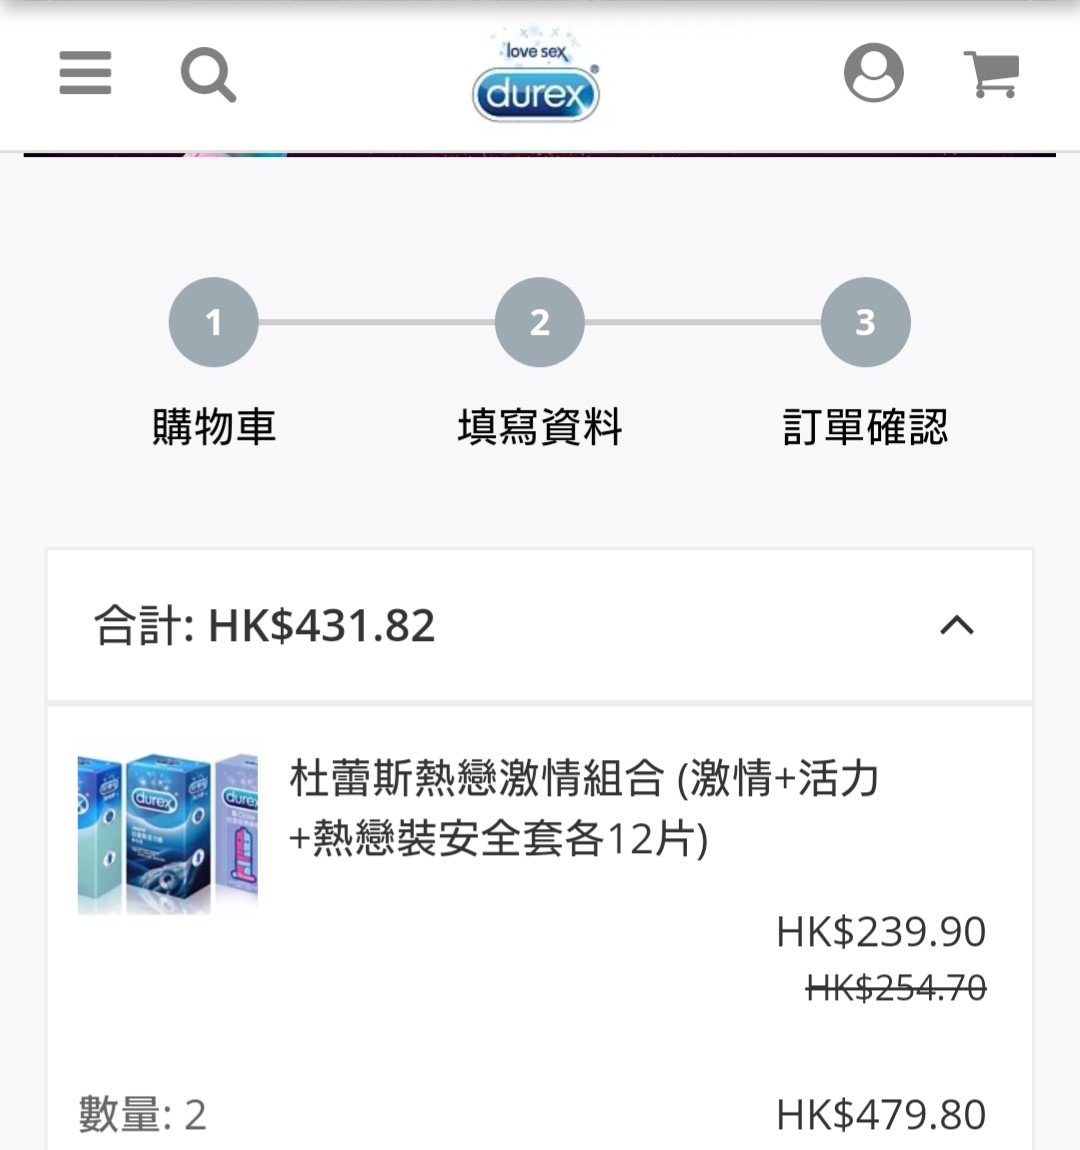 love sex
durex
1
2
3
購物車
填寫資料
訂單確認
合計: HK$431.82
durex
durex
杜蕾斯熱戀激情組合 (激情+活力
+熱戀裝安全套各12片)
HK$239.90
HK$254.70
數量: 2
HK$479.80